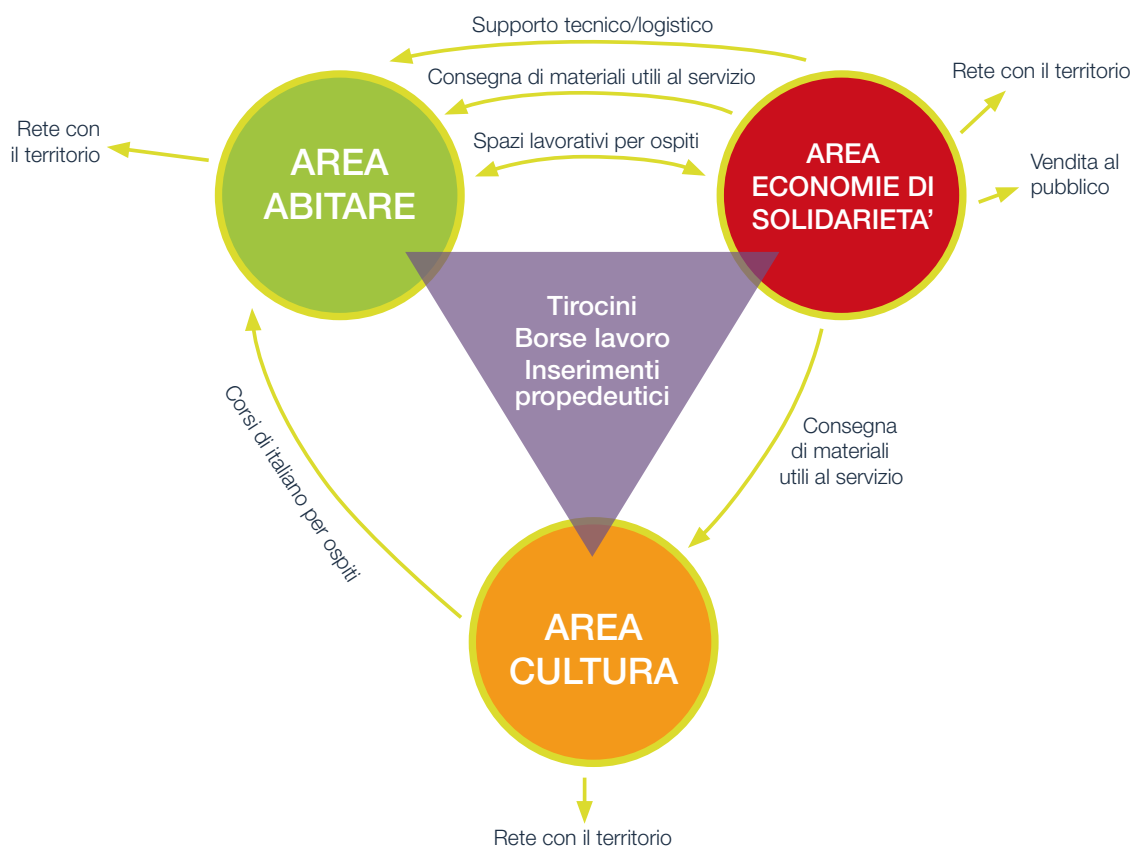 Supporto tecnico/logistico
Consegna di materiali utili al servizio
Spazi lavorativi per ospiti
Rete con
il territorio
AREA
ABITARE
AREA
ECONOMIE DI
SOLIDARIETA’
Rete con il territorio
Vendita al
pubblico
Tirocini
Borse lavoro
Inserimenti
propedeutici
Corsi di italiano per ospiti
Consegna
di materiali
utili al servizio
AREA
CULTURA
Rete con il territorio